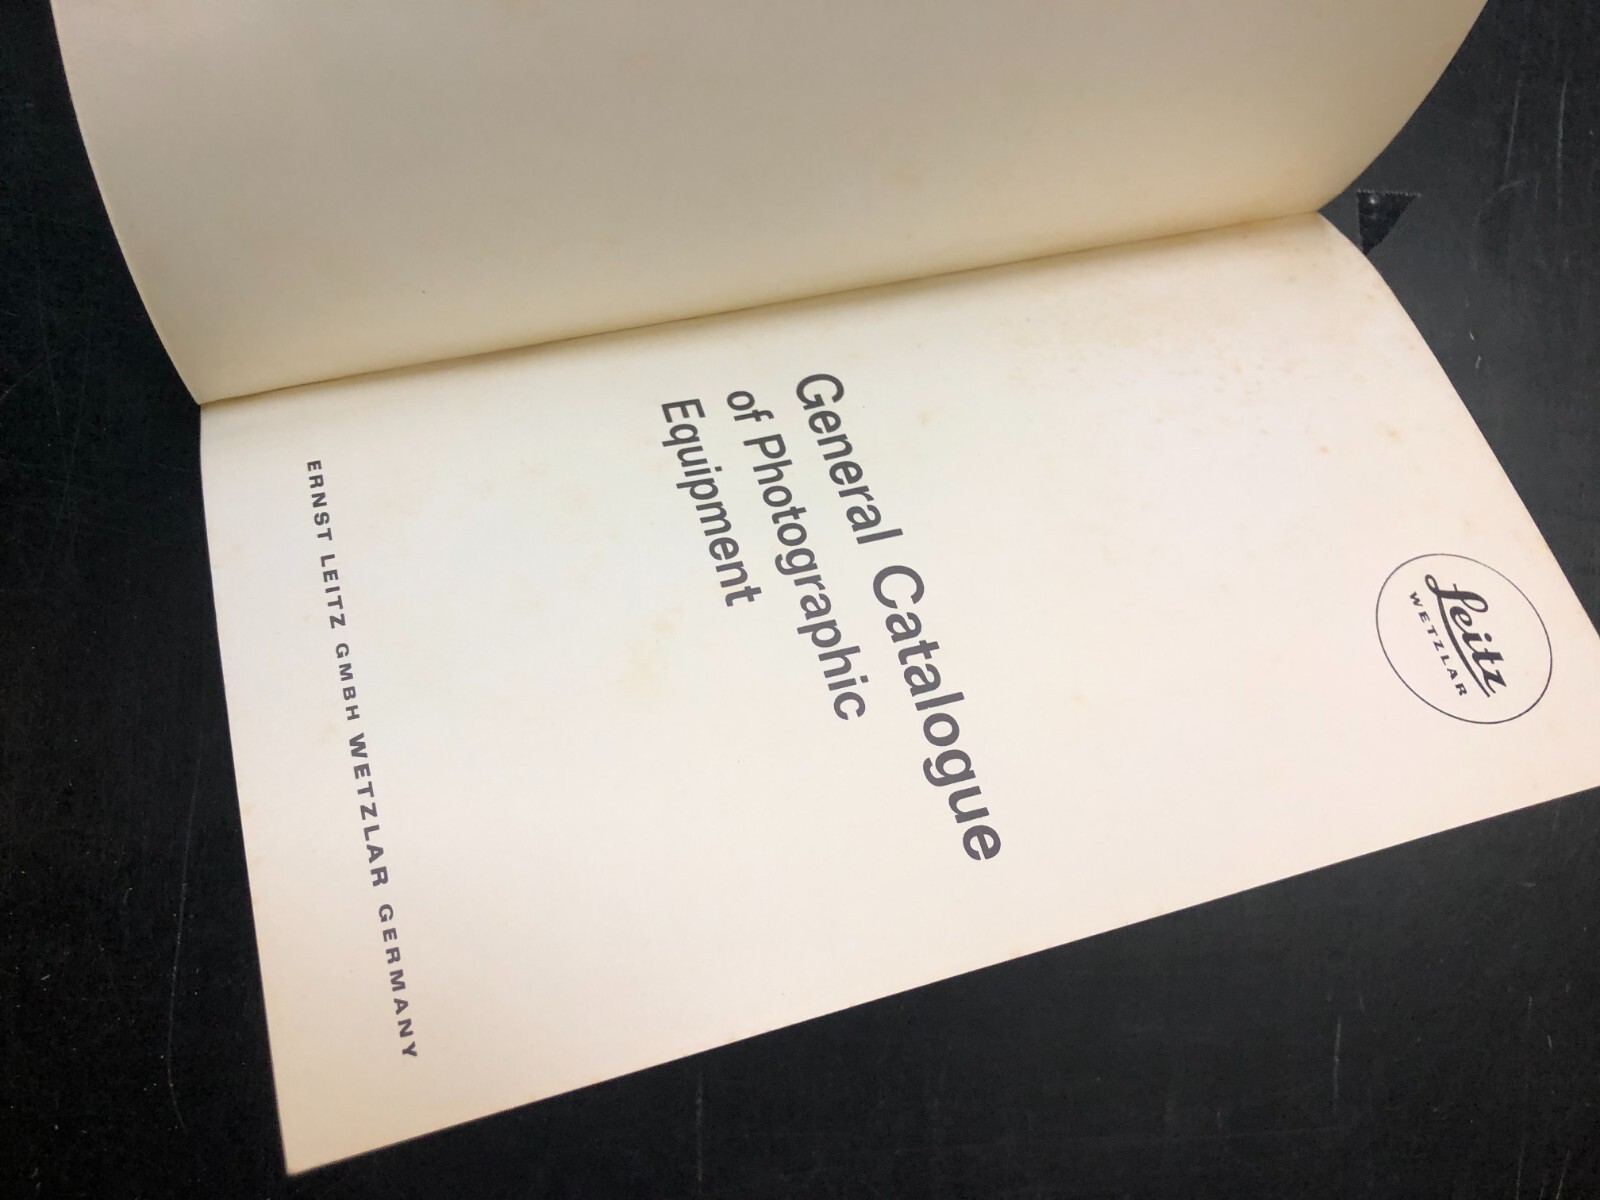 Leitz
WETZLAR
General Catalogue
of Photographic
Equipment
ERNST LEITZ GMBH WETZLAR GERMANY